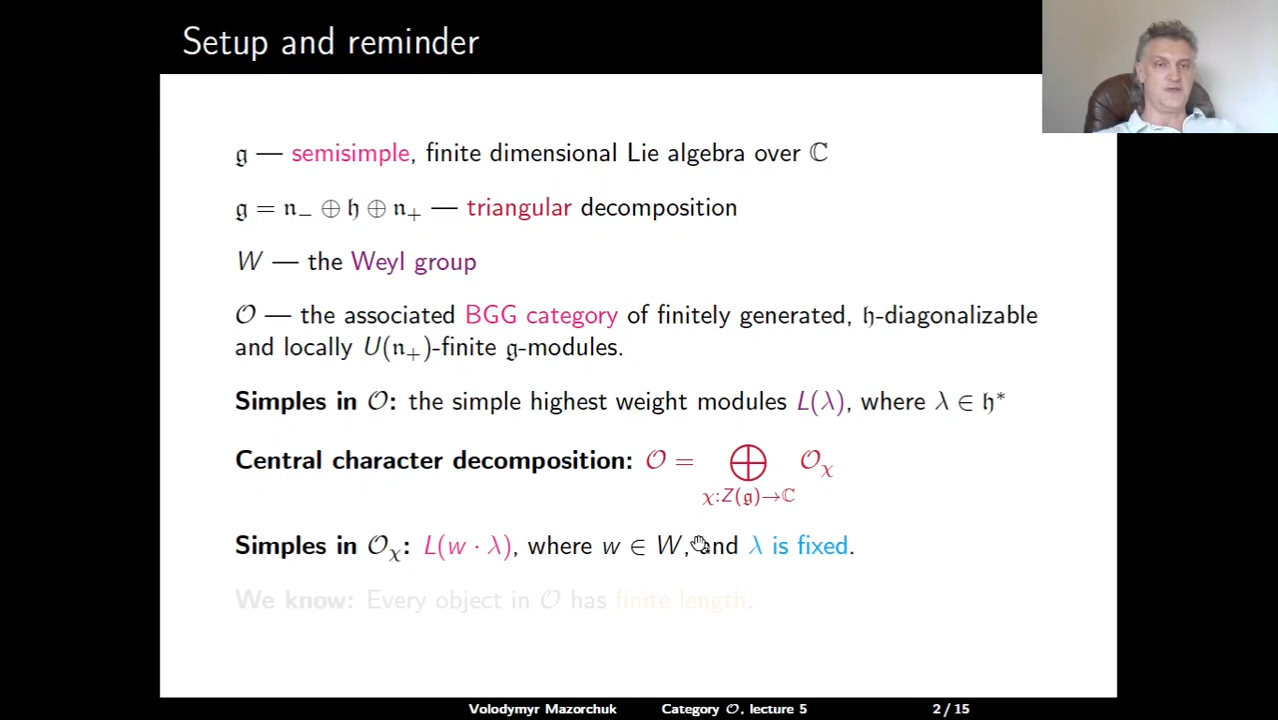 Setup and reminder
𝔤 — semisimple, finite dimensional Lie algebra over ℂ
𝔤 = 𝔫₋ ⊕ 𝔥 ⊕ 𝔫₊ — triangular decomposition
W — the Weyl group
𝒪 — the associated BGG category of finitely generated, 𝔥-diagonalizable
and locally U(𝔫₊)-finite 𝔤-modules.
Simples in 𝒪: the simple highest weight modules L(λ), where λ ∈ 𝔥*
Central character decomposition: 𝒪 = ⊕ 𝒪_χ
χ:Z(𝔤)→ℂ
Simples in 𝒪_χ: L(w · λ), where w ∈ W, and λ is fixed.
We know: Every object in 𝒪 has finite length.
Volodymyr Mazorchuk Category 𝒪, lecture 5 2 / 15